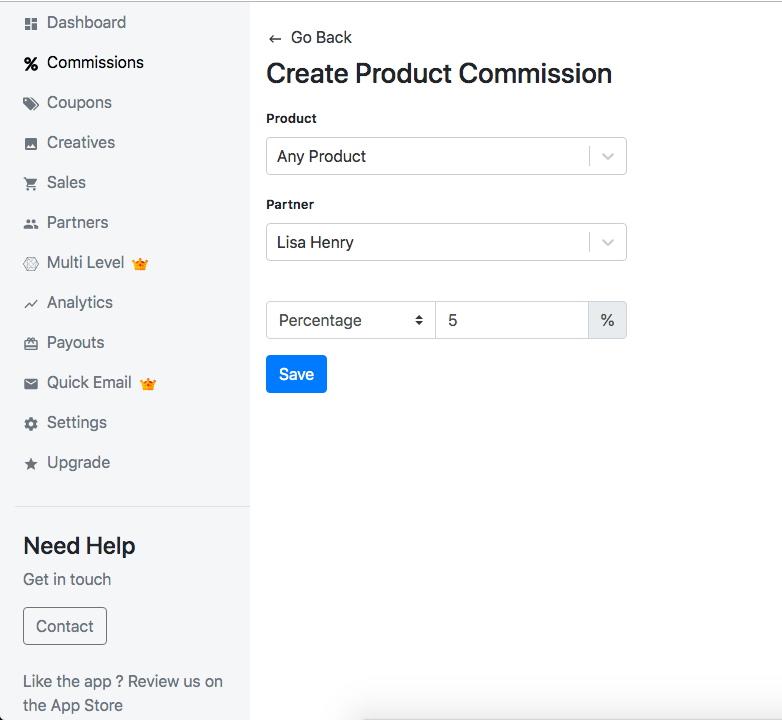 Dashboard
Commissions
Coupons
Creatives
Sales
Partners
Multi Level
Analytics
Payouts
Quick Email
Settings
Upgrade
Need Help
Get in touch
Contact
Like the app ? Review us on
the App Store
← Go Back
Create Product Commission
Product
Any Product
Partner
Lisa Henry
Percentage 5 %
Save